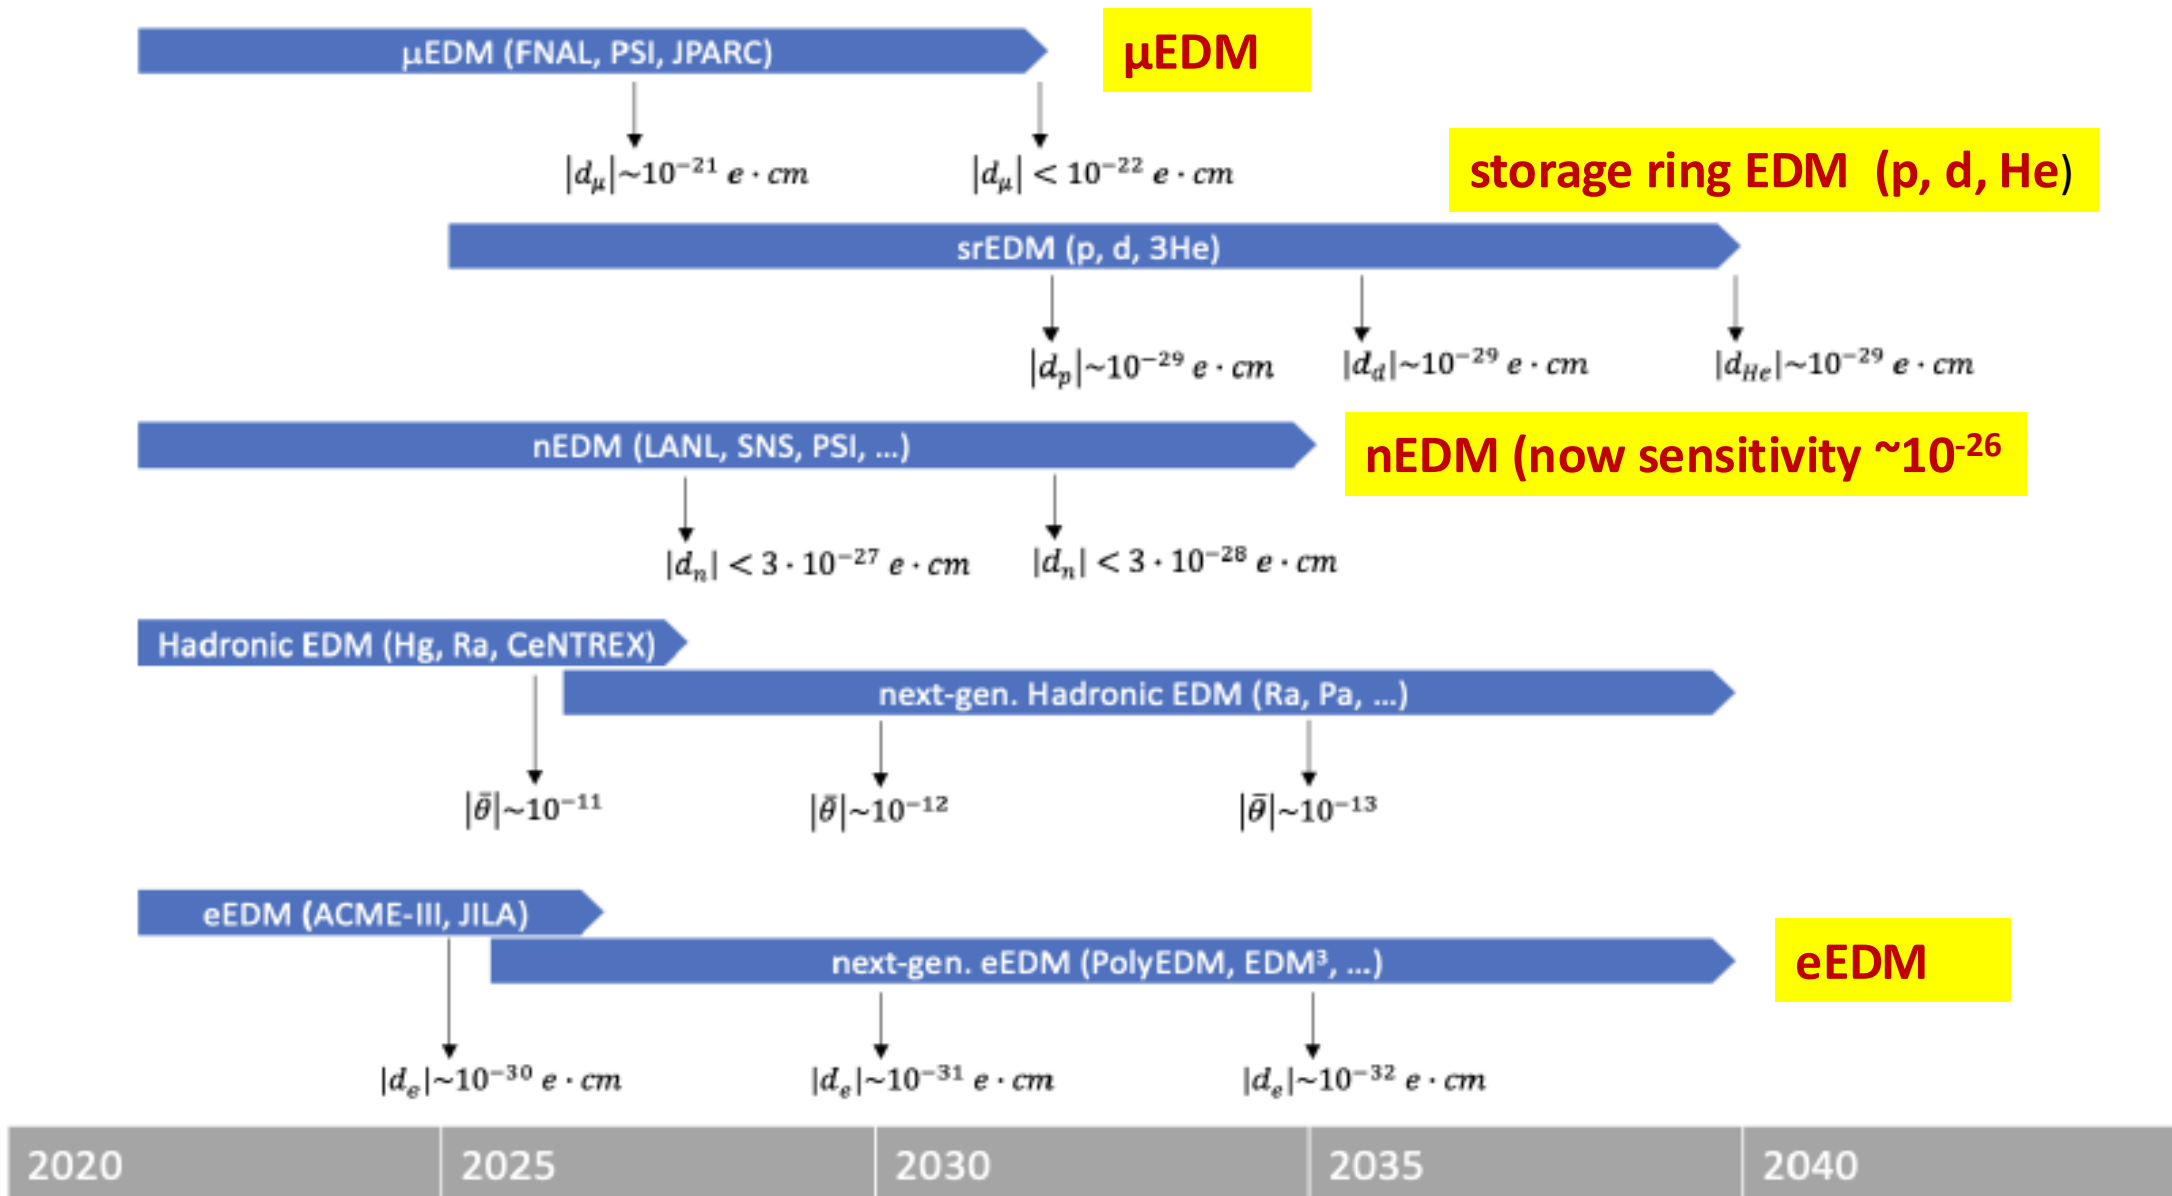 μEDM (FNAL, PSI, JPARC)
μEDM
|dμ|~10⁻²¹ e · cm
|dμ| < 10⁻²² e · cm
storage ring EDM (p, d, He)
srEDM (p, d, 3He)
|dₚ|~10⁻²⁹ e · cm
|d_d|~10⁻²⁹ e · cm
|d_He|~10⁻²⁹ e · cm
nEDM (LANL, SNS, PSI, ...)
nEDM (now sensitivity ~10⁻²⁶
|dₙ| < 3 · 10⁻²⁷ e · cm
|dₙ| < 3 · 10⁻²⁸ e · cm
Hadronic EDM (Hg, Ra, CeNTREX)
next-gen. Hadronic EDM (Ra, Pa, ...)
|θ̄|~10⁻¹¹
|θ̄|~10⁻¹²
|θ̄|~10⁻¹³
eEDM (ACME-III, JILA)
next-gen. eEDM (PolyEDM, EDM³, ...)
eEDM
|dₑ|~10⁻³⁰ e · cm
|dₑ|~10⁻³¹ e · cm
|dₑ|~10⁻³² e · cm
2020
2025
2030
2035
2040